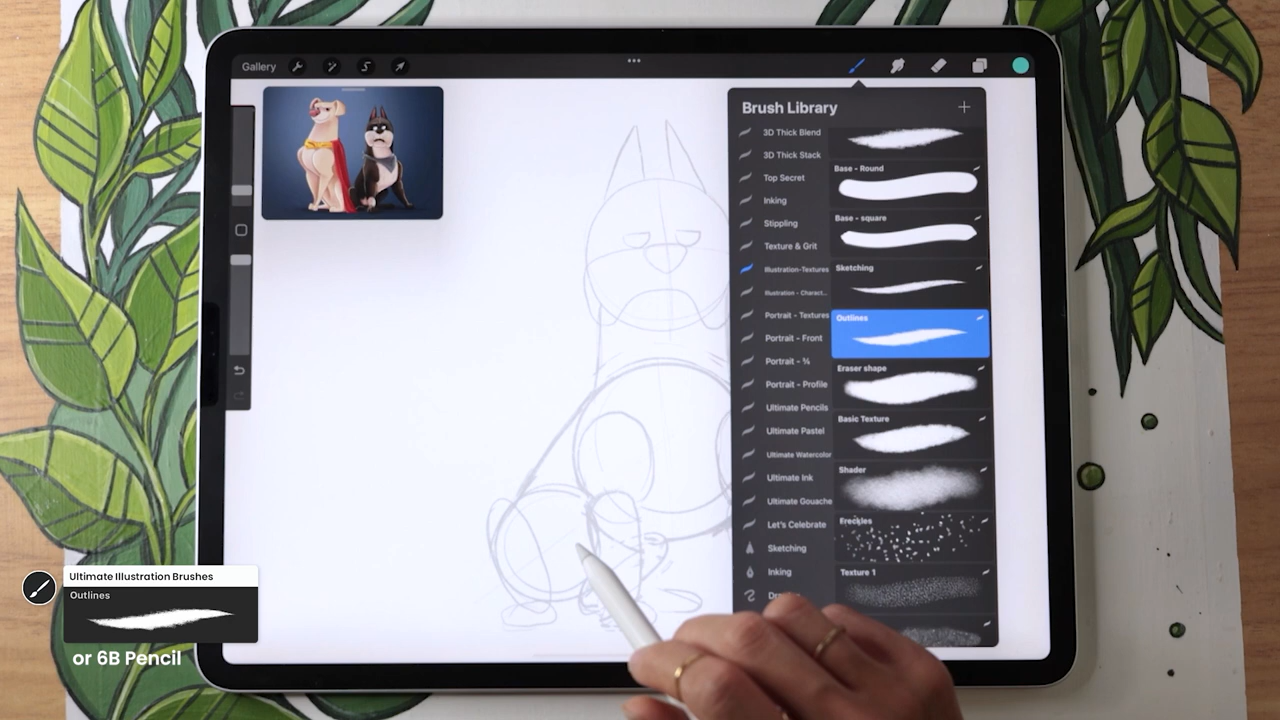 Gallery
Brush Library
3D Thick Blend
3D Thick Stack
Top Secret
Inking
Stippling
Texture & Grit
Illustration-Textures
Illustration - Charact...
Portrait - Textures
Portrait - Front
Portrait - ¾
Portrait - Profile
Ultimate Pencils
Ultimate Pastel
Ultimate Watercolor
Ultimate Ink
Ultimate Gouache
Let's Celebrate
Sketching
Inking
Base - Round
Base - square
Sketching
Outlines
Eraser shape
Basic Texture
Shader
Freckles
Texture 1
Ultimate Illustration Brushes
Outlines
or 6B Pencil